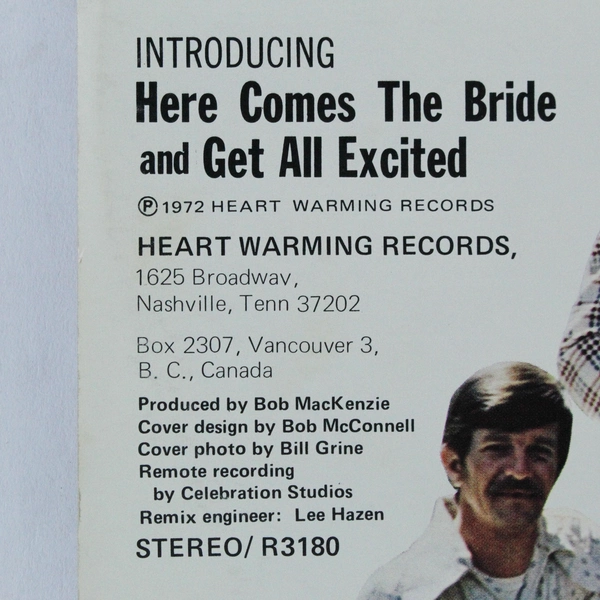 INTRODUCING
Here Comes The Bride
and Get All Excited
Ⓟ 1972 HEART WARMING RECORDS
HEART WARMING RECORDS,
1625 Broadway,
Nashville, Tenn 37202
Box 2307, Vancouver 3,
B. C., Canada
Produced by Bob MacKenzie
Cover design by Bob McConnell
Cover photo by Bill Grine
Remote recording
by Celebration Studios
Remix engineer: Lee Hazen
STEREO/ R3180